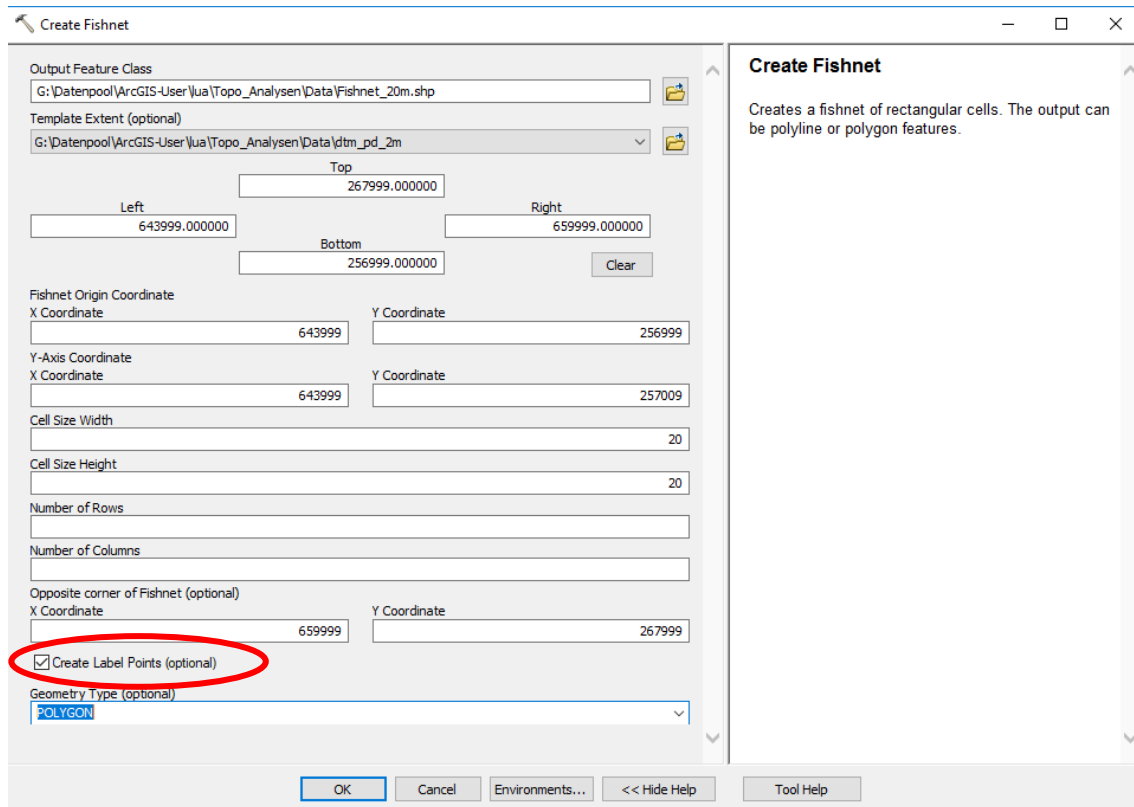 Create Fishnet
Output Feature Class
G:\Datenpool\ArcGIS-User\lua\Topo_Analysen\Data\Fishnet_20m.shp
Template Extent (optional)
G:\Datenpool\ArcGIS-User\lua\Topo_Analysen\Data\dtm_pd_2m
Top
267999.000000
Left Right
643999.000000 659999.000000
Bottom
256999.000000 Clear
Fishnet Origin Coordinate
X Coordinate Y Coordinate
643999 256999
Y-Axis Coordinate
X Coordinate Y Coordinate
643999 257009
Cell Size Width
20
Cell Size Height
20
Number of Rows
Number of Columns
Opposite corner of Fishnet (optional)
X Coordinate Y Coordinate
659999 267999
Create Label Points (optional)
Geometry Type (optional)
POLYGON
Create Fishnet
Creates a fishnet of rectangular cells. The output can
be polyline or polygon features.
OK Cancel Environments... << Hide Help Tool Help